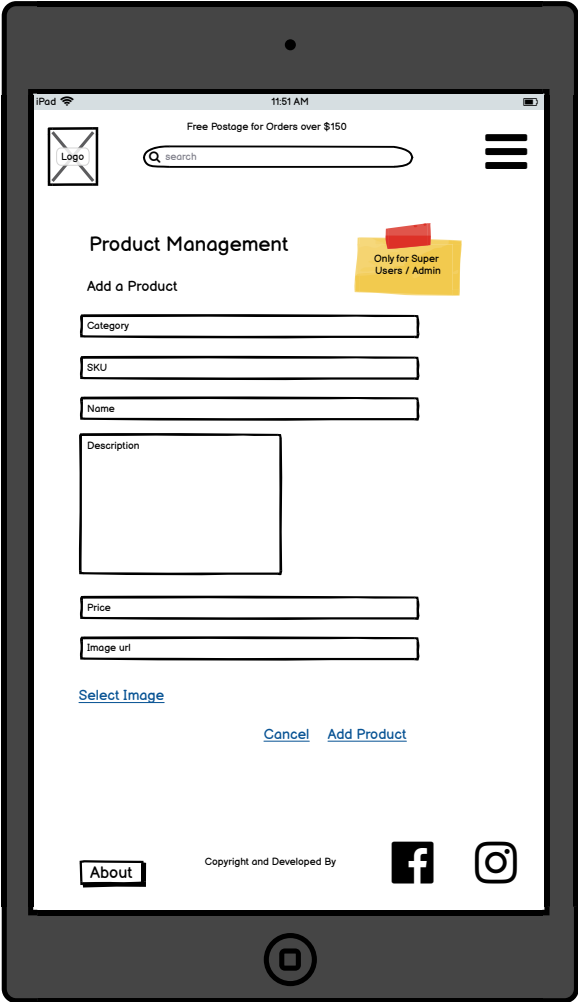 iPad
11:51 AM
Free Postage for Orders over $150
Logo
search
Product Management
Only for Super
Users / Admin
Add a Product
Category
SKU
Name
Description
Price
Image url
Select Image
Cancel
Add Product
Copyright and Developed By
About